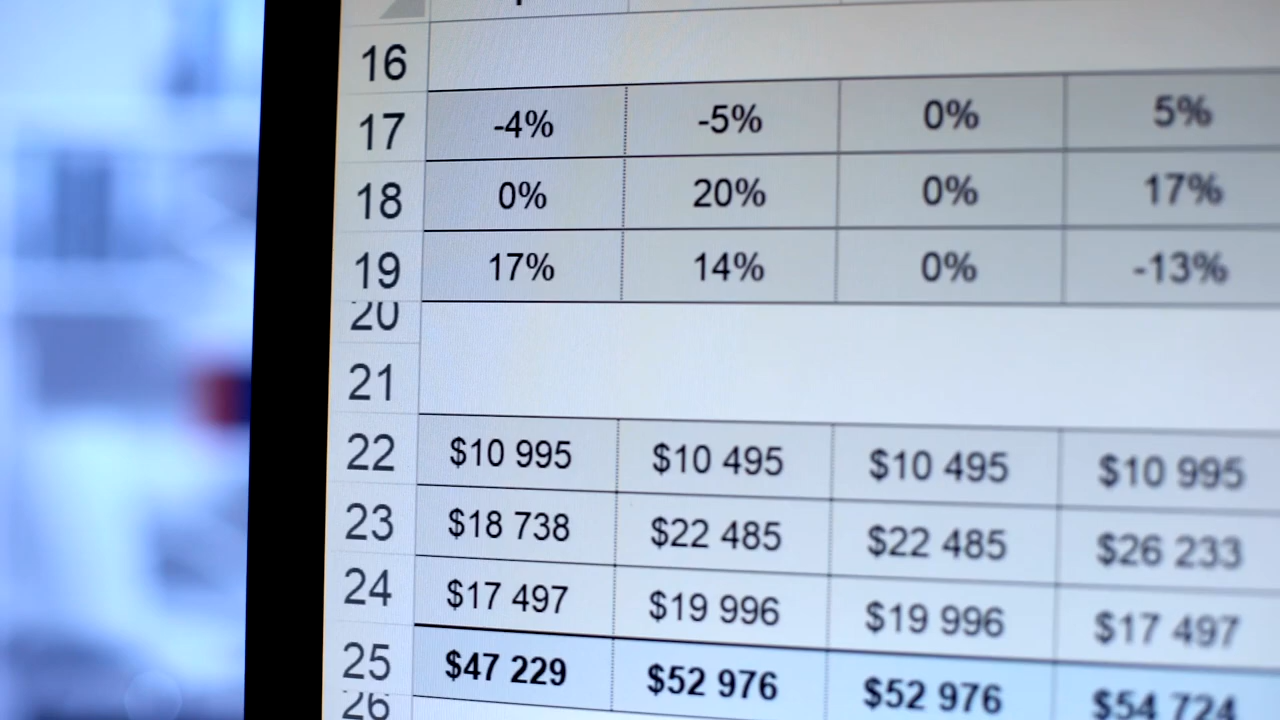 16
17 -4% -5% 0% 5%
18 0% 20% 0% 17%
19 17% 14% 0% -13%
20
21
22 $10 995 $10 495 $10 495 $10 995
23 $18 738 $22 485 $22 485 $26 233
24 $17 497 $19 996 $19 996 $17 497
25 $47 229 $52 976 $52 976 $54 724
26